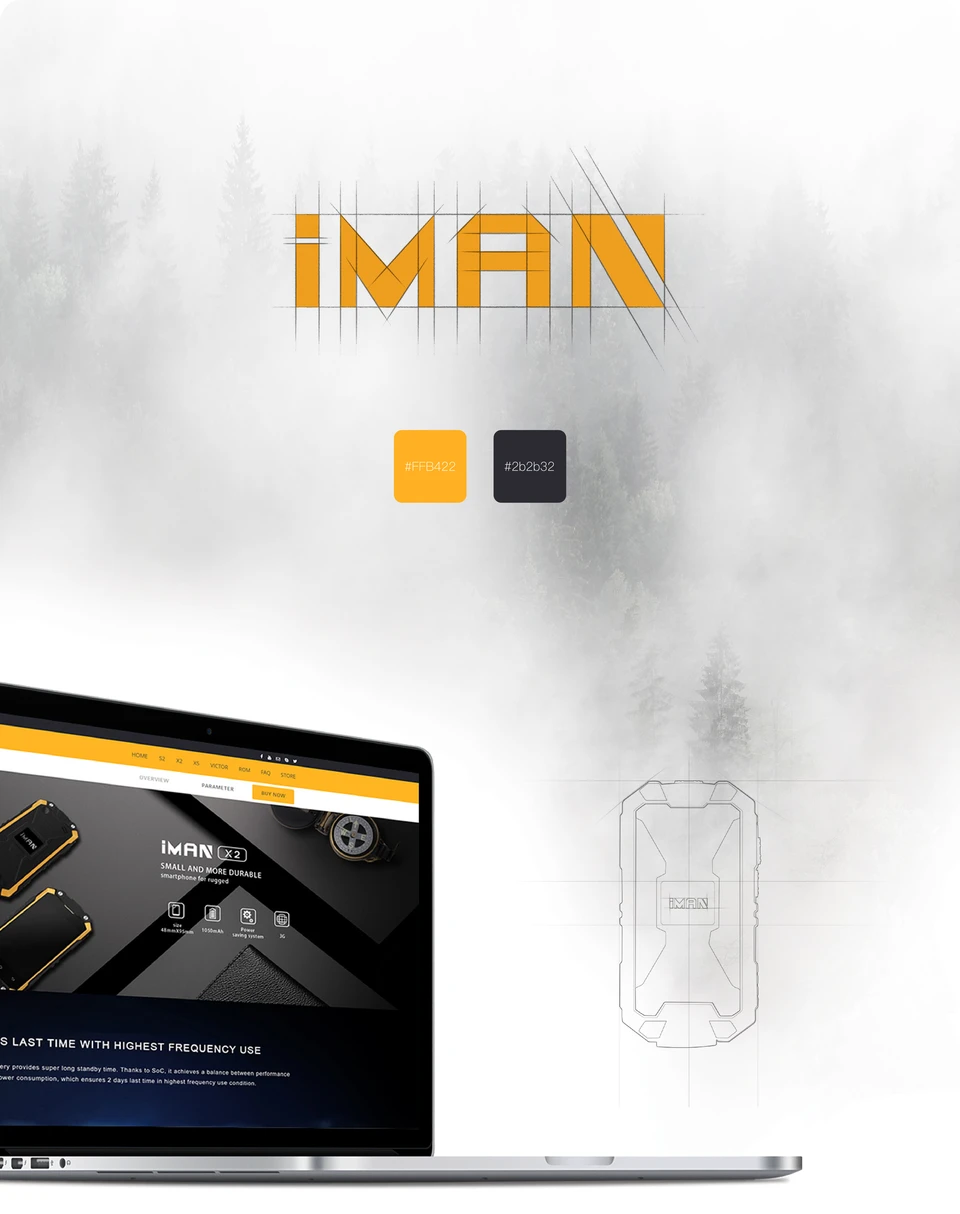 iMAN
#FFB422
#2b2b32
HOME S2 X2 X5 VICTOR ROM FAQ STORE
OVERVIEW PARAMETER BUY NOW
iMAN
iMAN X2
SMALL AND MORE DURABLE
smartphone for rugged
size
48mmX95mm
1050mAh
Power
saving system
3G
iMAN
S LAST TIME WITH HIGHEST FREQUENCY USE
ery provides super long standby time. Thanks to SoC, it achieves a balance between performance
ower consumption, which ensures 2 days last time in highest frequency use condition.